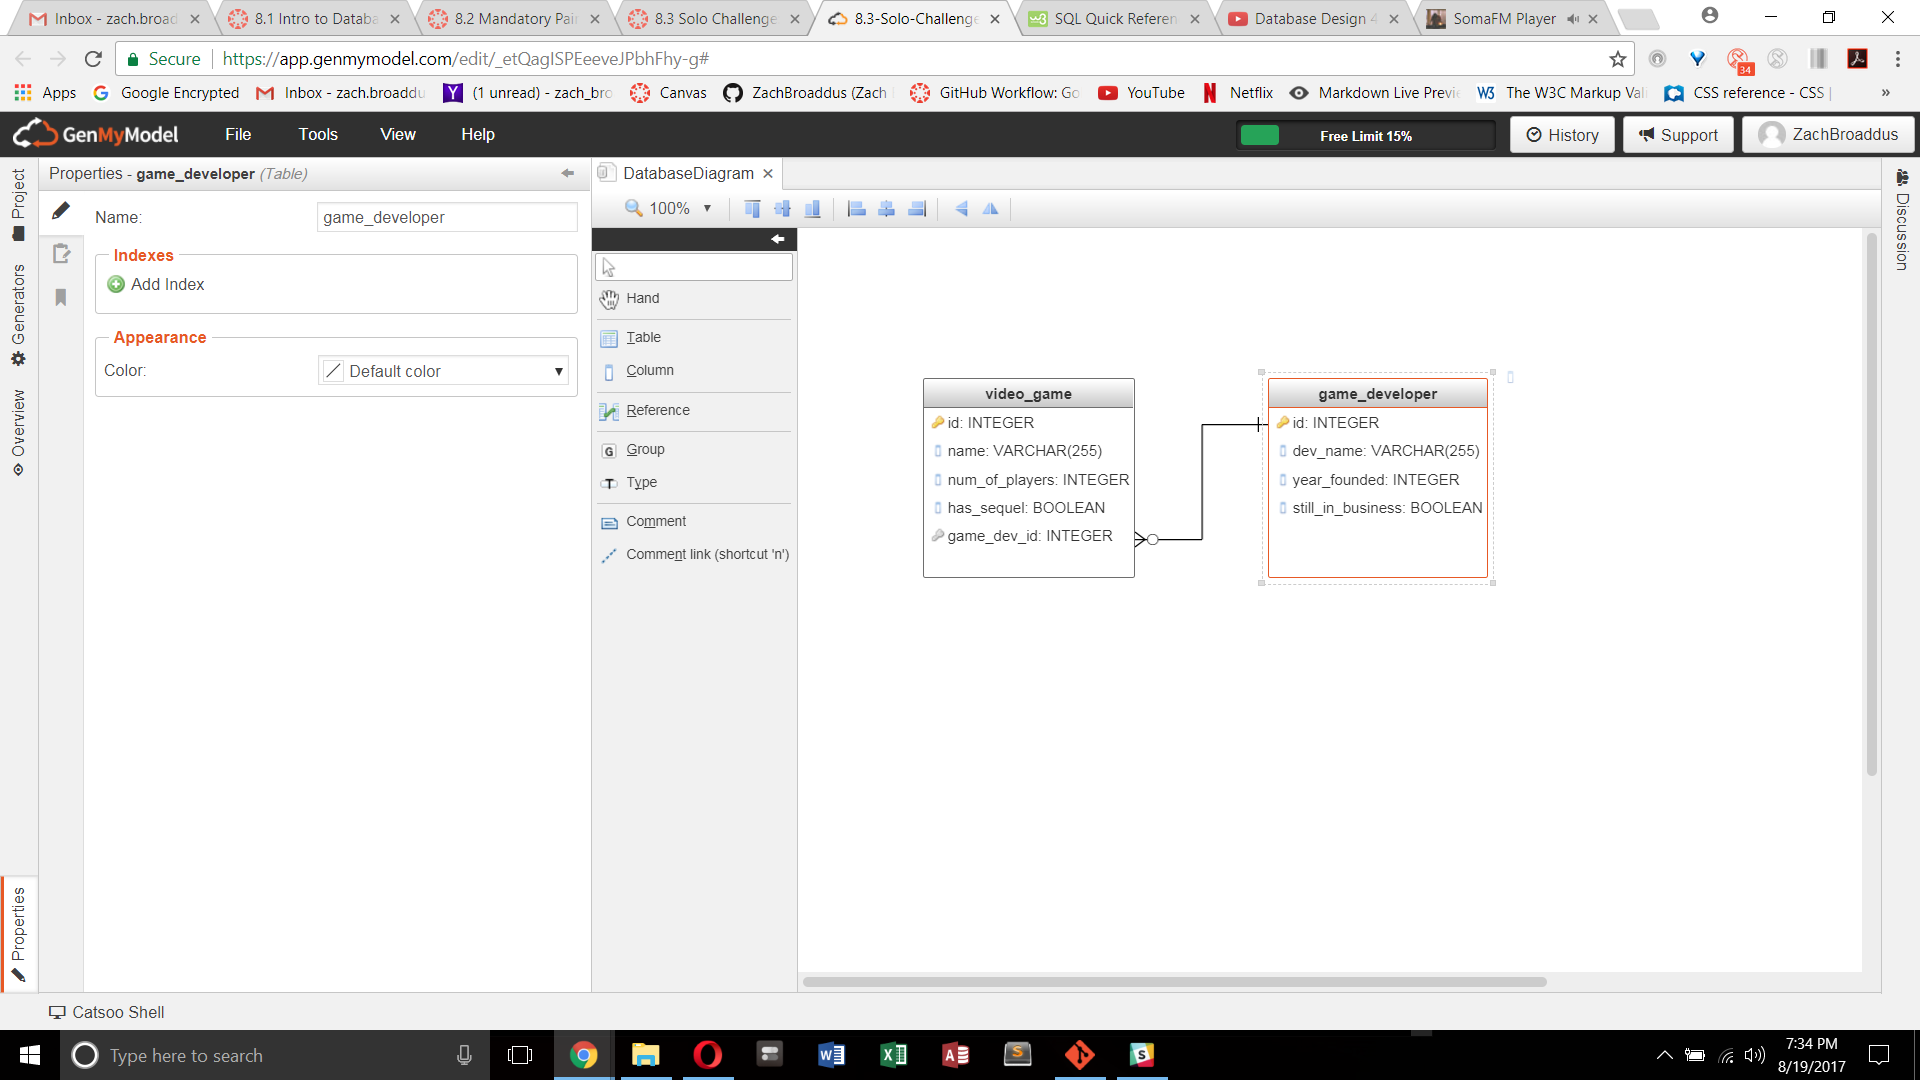 Inbox - zach.broad
8.1 Intro to Databa
8.2 Mandatory Pai
8.3 Solo Challenge
8.3-Solo-Challenge
SQL Quick Referen
Database Design 4
SomaFM Player
Secure
https://app.genmymodel.com/edit/_etQagISPEeeveJPbhFhy-g#
34
Apps
Google Encrypted
Inbox - zach.broaddu
(1 unread) - zach_bro
Canvas
ZachBroaddus (Zach
GitHub Workflow: Go
YouTube
Netflix
Markdown Live Previe
W3
The W3C Markup Vali
CSS reference - CSS |
»
GenMyModel
File
Tools
View
Help
Free Limit 15%
History
Support
ZachBroaddus
Project
Generators
Overview
Properties
Properties - game_developer (Table)
Name:
game_developer
Indexes
Add Index
Appearance
Color:
Default color
DatabaseDiagram
100%
Hand
Table
Column
Reference
Group
Type
Comment
Comment link (shortcut 'n')
video_game
id: INTEGER
name: VARCHAR(255)
num_of_players: INTEGER
has_sequel: BOOLEAN
game_dev_id: INTEGER
game_developer
id: INTEGER
dev_name: VARCHAR(255)
year_founded: INTEGER
still_in_business: BOOLEAN
Discussion
Catsoo Shell
Type here to search
7:34 PM
8/19/2017